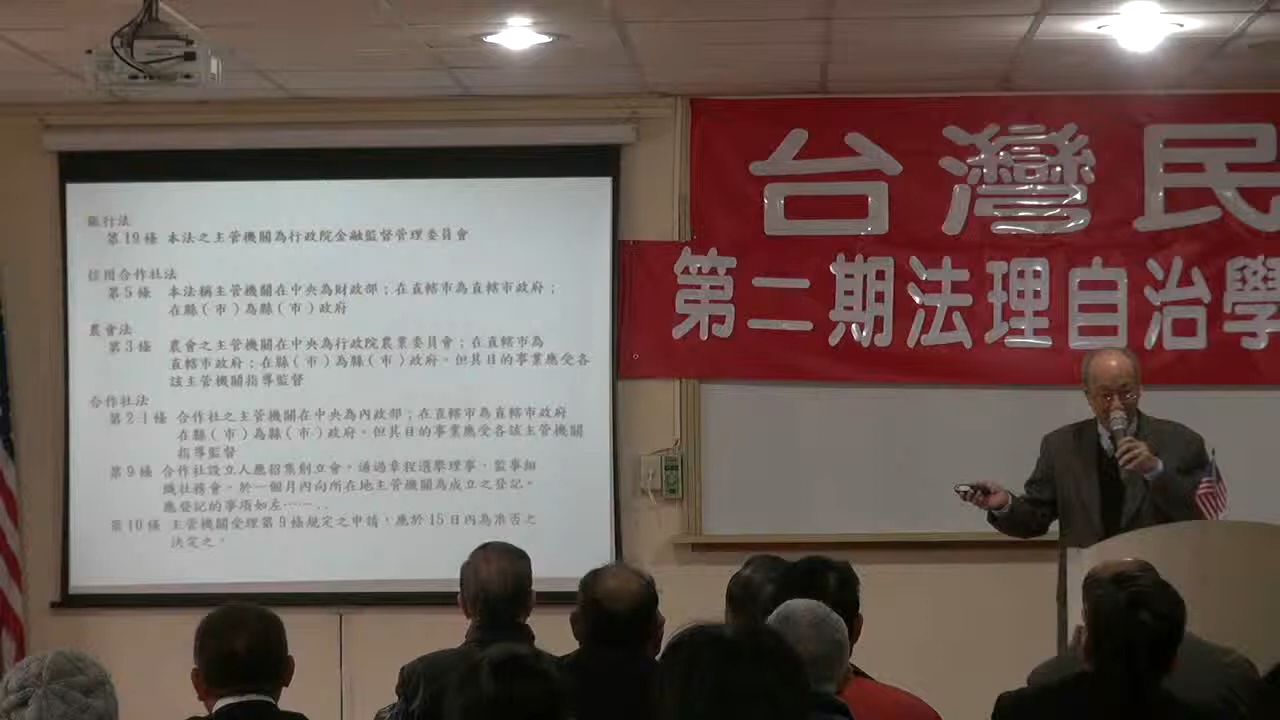 銀行法
第19條 本法之主管機關為行政院金融監督管理委員會
信用合作社法
第5條 本法稱主管機關在中央為財政部；在直轄市為直轄市政府；
在縣(市)為縣(市)政府
農會法
第3條 農會之主管機關在中央為行政院農業委員會；在直轄市為
直轄市政府；在縣(市)為縣(市)政府。但其目的事業應受各
該主管機關指導監督
合作社法
第2-1條 合作社之主管機關在中央為內政部；在直轄市為直轄市政府
在縣(市)為縣(市)政府。但其目的事業應受各該主管機關
指導監督
第9條 合作社設立人應招集創立會，通過章程選舉理事、監事組
織社務會，於一個月內向所在地主管機關為成立之登記。
應登記的事項如左……..
第10條 主管機關受理第9條規定之申請，應於15日內為准否之
決定之。
台灣民
第二期法理自治學